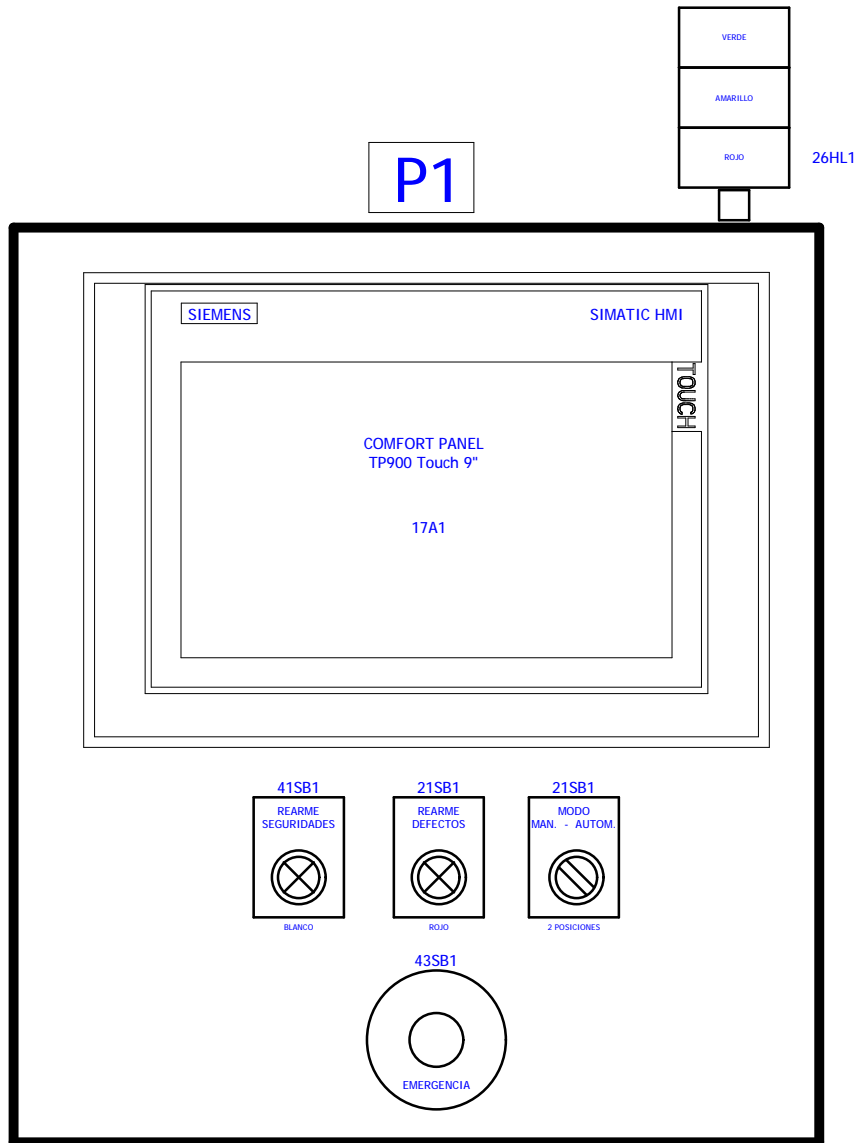 VERDE
AMARILLO
ROJO
26HL1
P1
SIEMENS
SIMATIC HMI
TOUCH
COMFORT PANEL
TP900 Touch 9"
17A1
41SB1
REARME
SEGURIDADES
BLANCO
21SB1
REARME
DEFECTOS
ROJO
21SB1
MODO
MAN. - AUTOM.
2 POSICIONES
43SB1
EMERGENCIA